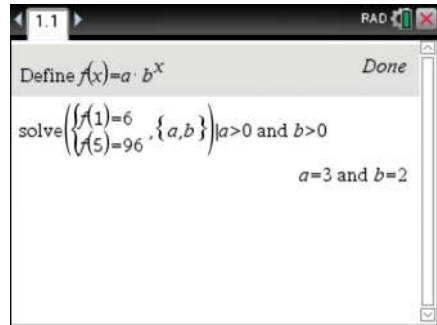 1.1 RAD
Define f(x)=a·b^x Done
solve({f(1)=6
f(5)=96 ,{a,b})|a>0 and b>0
a=3 and b=2